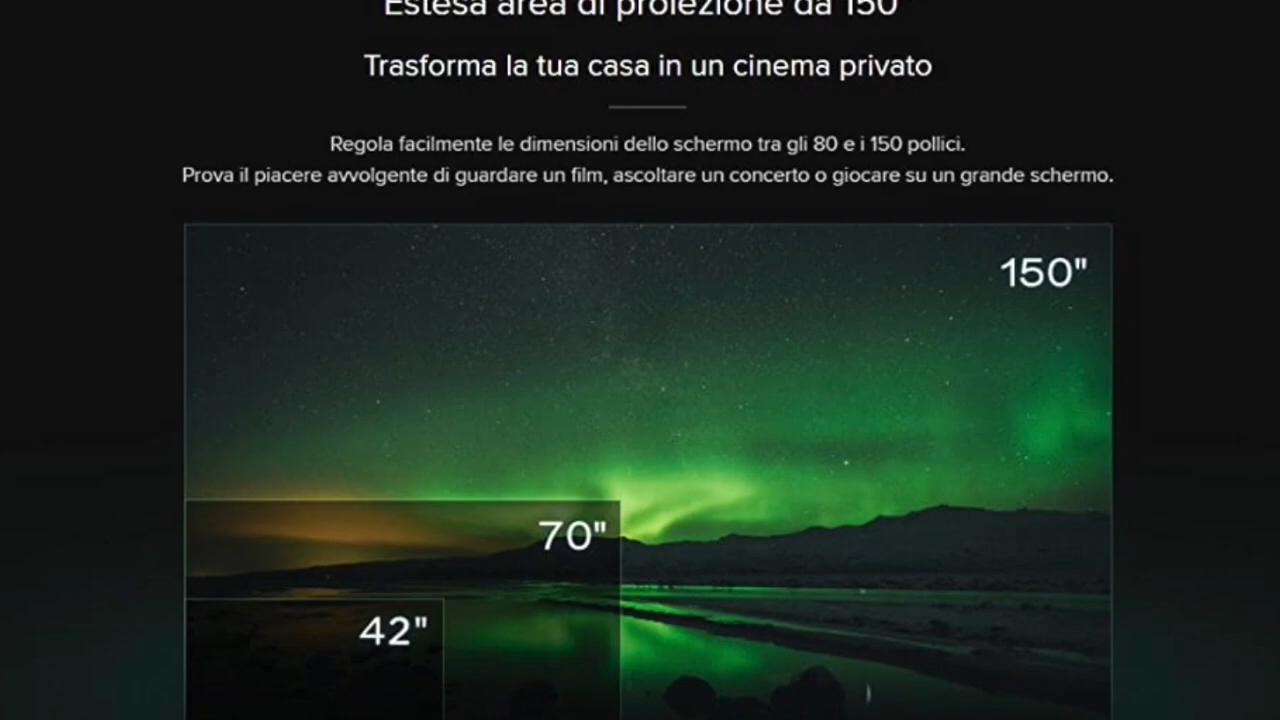 Estesa area di proiezione da 150"
Trasforma la tua casa in un cinema privato
Regola facilmente le dimensioni dello schermo tra gli 80 e i 150 pollici.
Prova il piacere avvolgente di guardare un film, ascoltare un concerto o giocare su un grande schermo.
150"
70"
42"